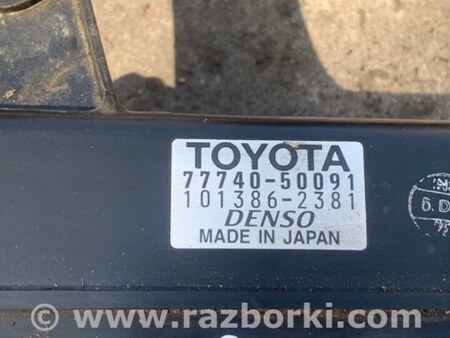 TOYOTA
77740-50091
101386-2381
DENSO
MADE IN JAPAN
© www.razborki.com